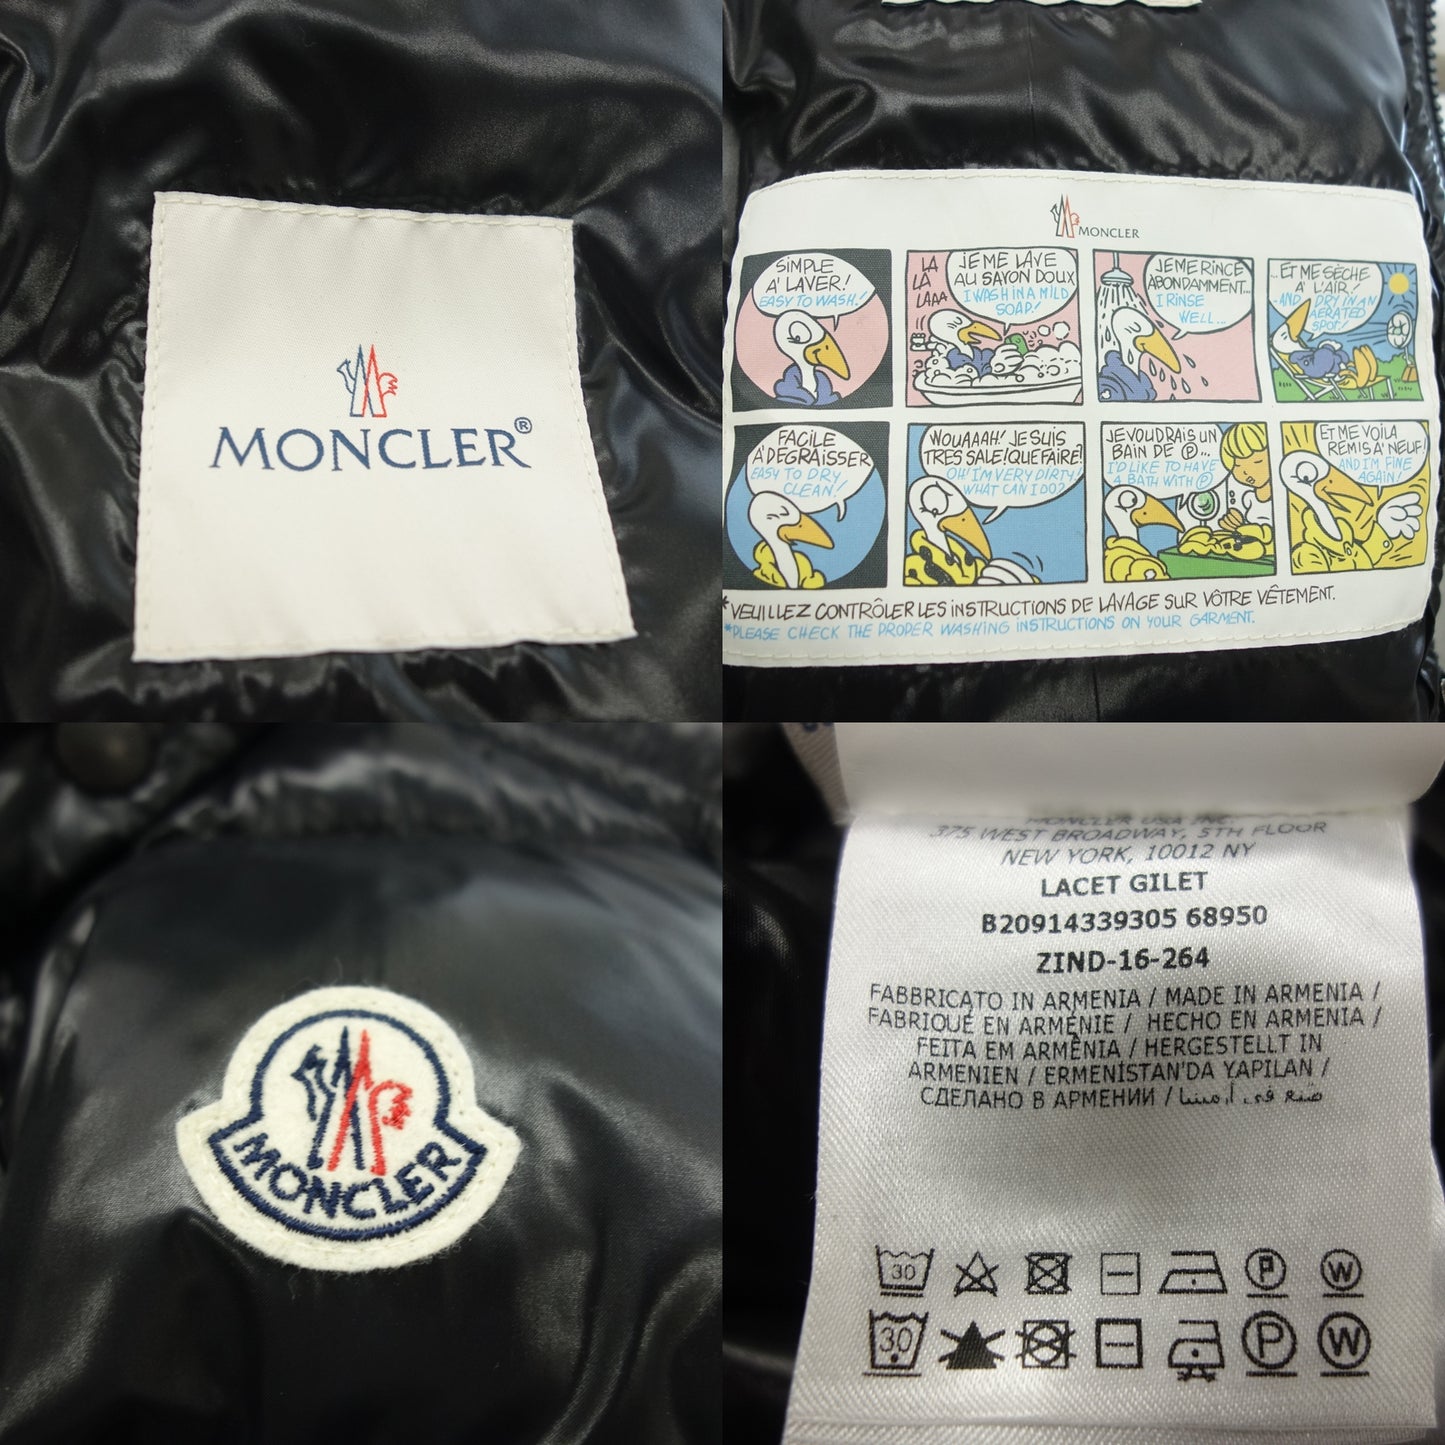 MONCLER®
MONCLER
SIMPLE
A' LAVER!
EASY TO WASH!
LA
LA
LAAA
JE ME LAVE
AU SAVON DOUX
I WASH IN A MILD
SOAP!
JE ME RINCE
ABONDAMMENT...
I RINSE
WELL...
...ET ME SÈCHE
A' L'AIR!
AND DRY IN AN
AERATED
SPOT!
FACILE
A' DÉGRAISSER
EASY TO DRY
CLEAN!
WOUAAAH! JE SUIS
TRES SALE! QUE FAIRE?
OH! I'M VERY DIRTY!
WHAT CAN I DO?
JE VOUDRAIS UN
BAIN DE Ⓟ...
I'D LIKE TO HAVE
A BATH WITH Ⓟ
ET ME VOILA
REMIS A' NEUF!
AND I'M FINE
AGAIN!
*VEUILLEZ CONTRÔLER LES INSTRUCTIONS DE LAVAGE SUR VÔTRE VÊTEMENT.
*PLEASE CHECK THE PROPER WASHING INSTRUCTIONS ON YOUR GARMENT.
MONCLER
MONCLER USA INC.
375 WEST BROADWAY, 5TH FLOOR
NEW YORK, 10012 NY
LACET GILET
B20914339305 68950
ZIND-16-264
FABBRICATO IN ARMENIA / MADE IN ARMENIA /
FABRIQUÉ EN ARMÉNIE / HECHO EN ARMENIA /
FEITA EM ARMÊNIA / HERGESTELLT IN
ARMENIEN / ERMENİSTAN'DA YAPILAN /
СДЕЛАНО В АРМЕНИИ / صنع في أرمينيا
30 P W
30 P W